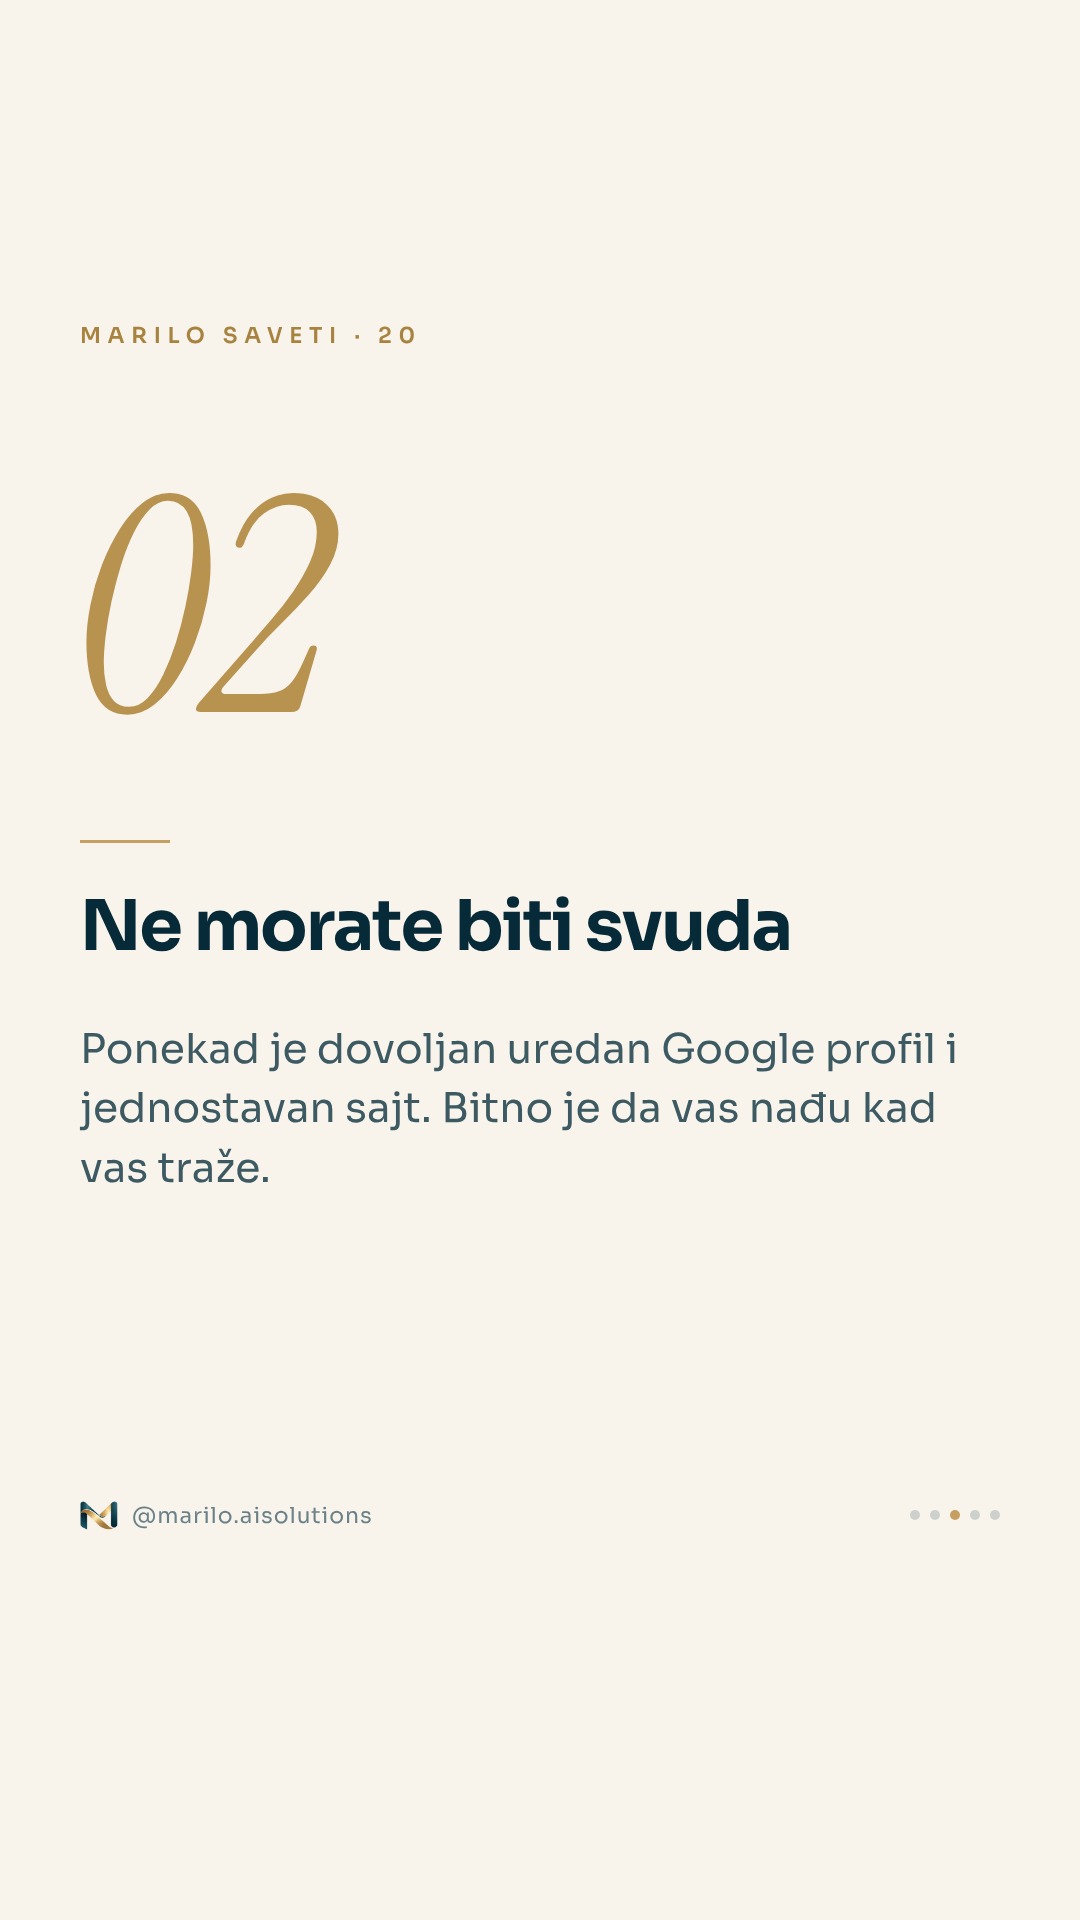 MARILO SAVETI · 20
02
Ne morate biti svuda
Ponekad je dovoljan uredan Google profil i
jednostavan sajt. Bitno je da vas nađu kad
vas traže.
@marilo.aisolutions